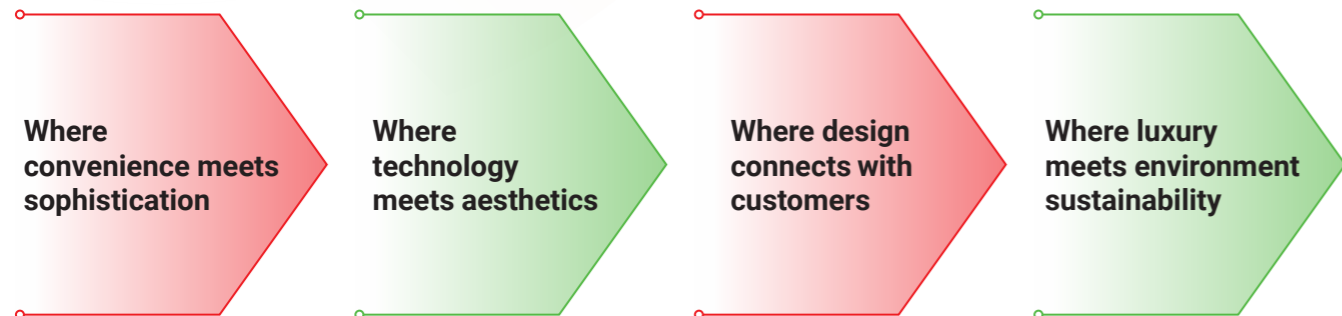 Where
convenience meets
sophistication
Where
technology
meets aesthetics
Where design
connects with
customers
Where luxury
meets environment
sustainability